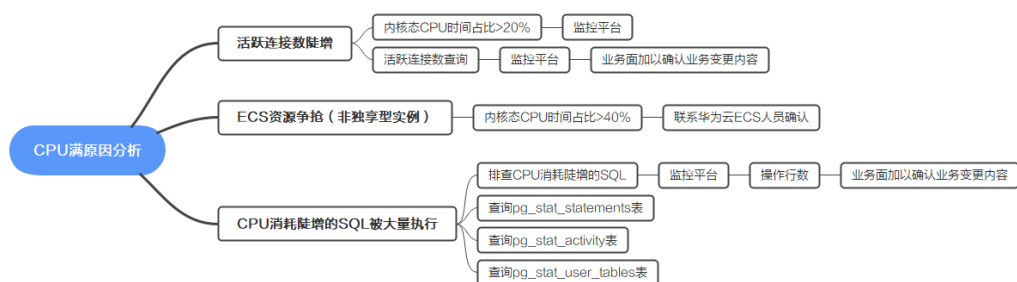 CPU满原因分析
活跃连接数陡增
内核态CPU时间占比>20%
监控平台
活跃连接数查询
监控平台
业务面加以确认业务变更内容
ECS资源争抢（非独享型实例）
内核态CPU时间占比>40%
联系华为云ECS人员确认
CPU消耗陡增的SQL被大量执行
排查CPU消耗陡增的SQL
监控平台
操作行数
业务面加以确认业务变更内容
查询pg_stat_statements表
查询pg_stat_activity表
查询pg_stat_user_tables表